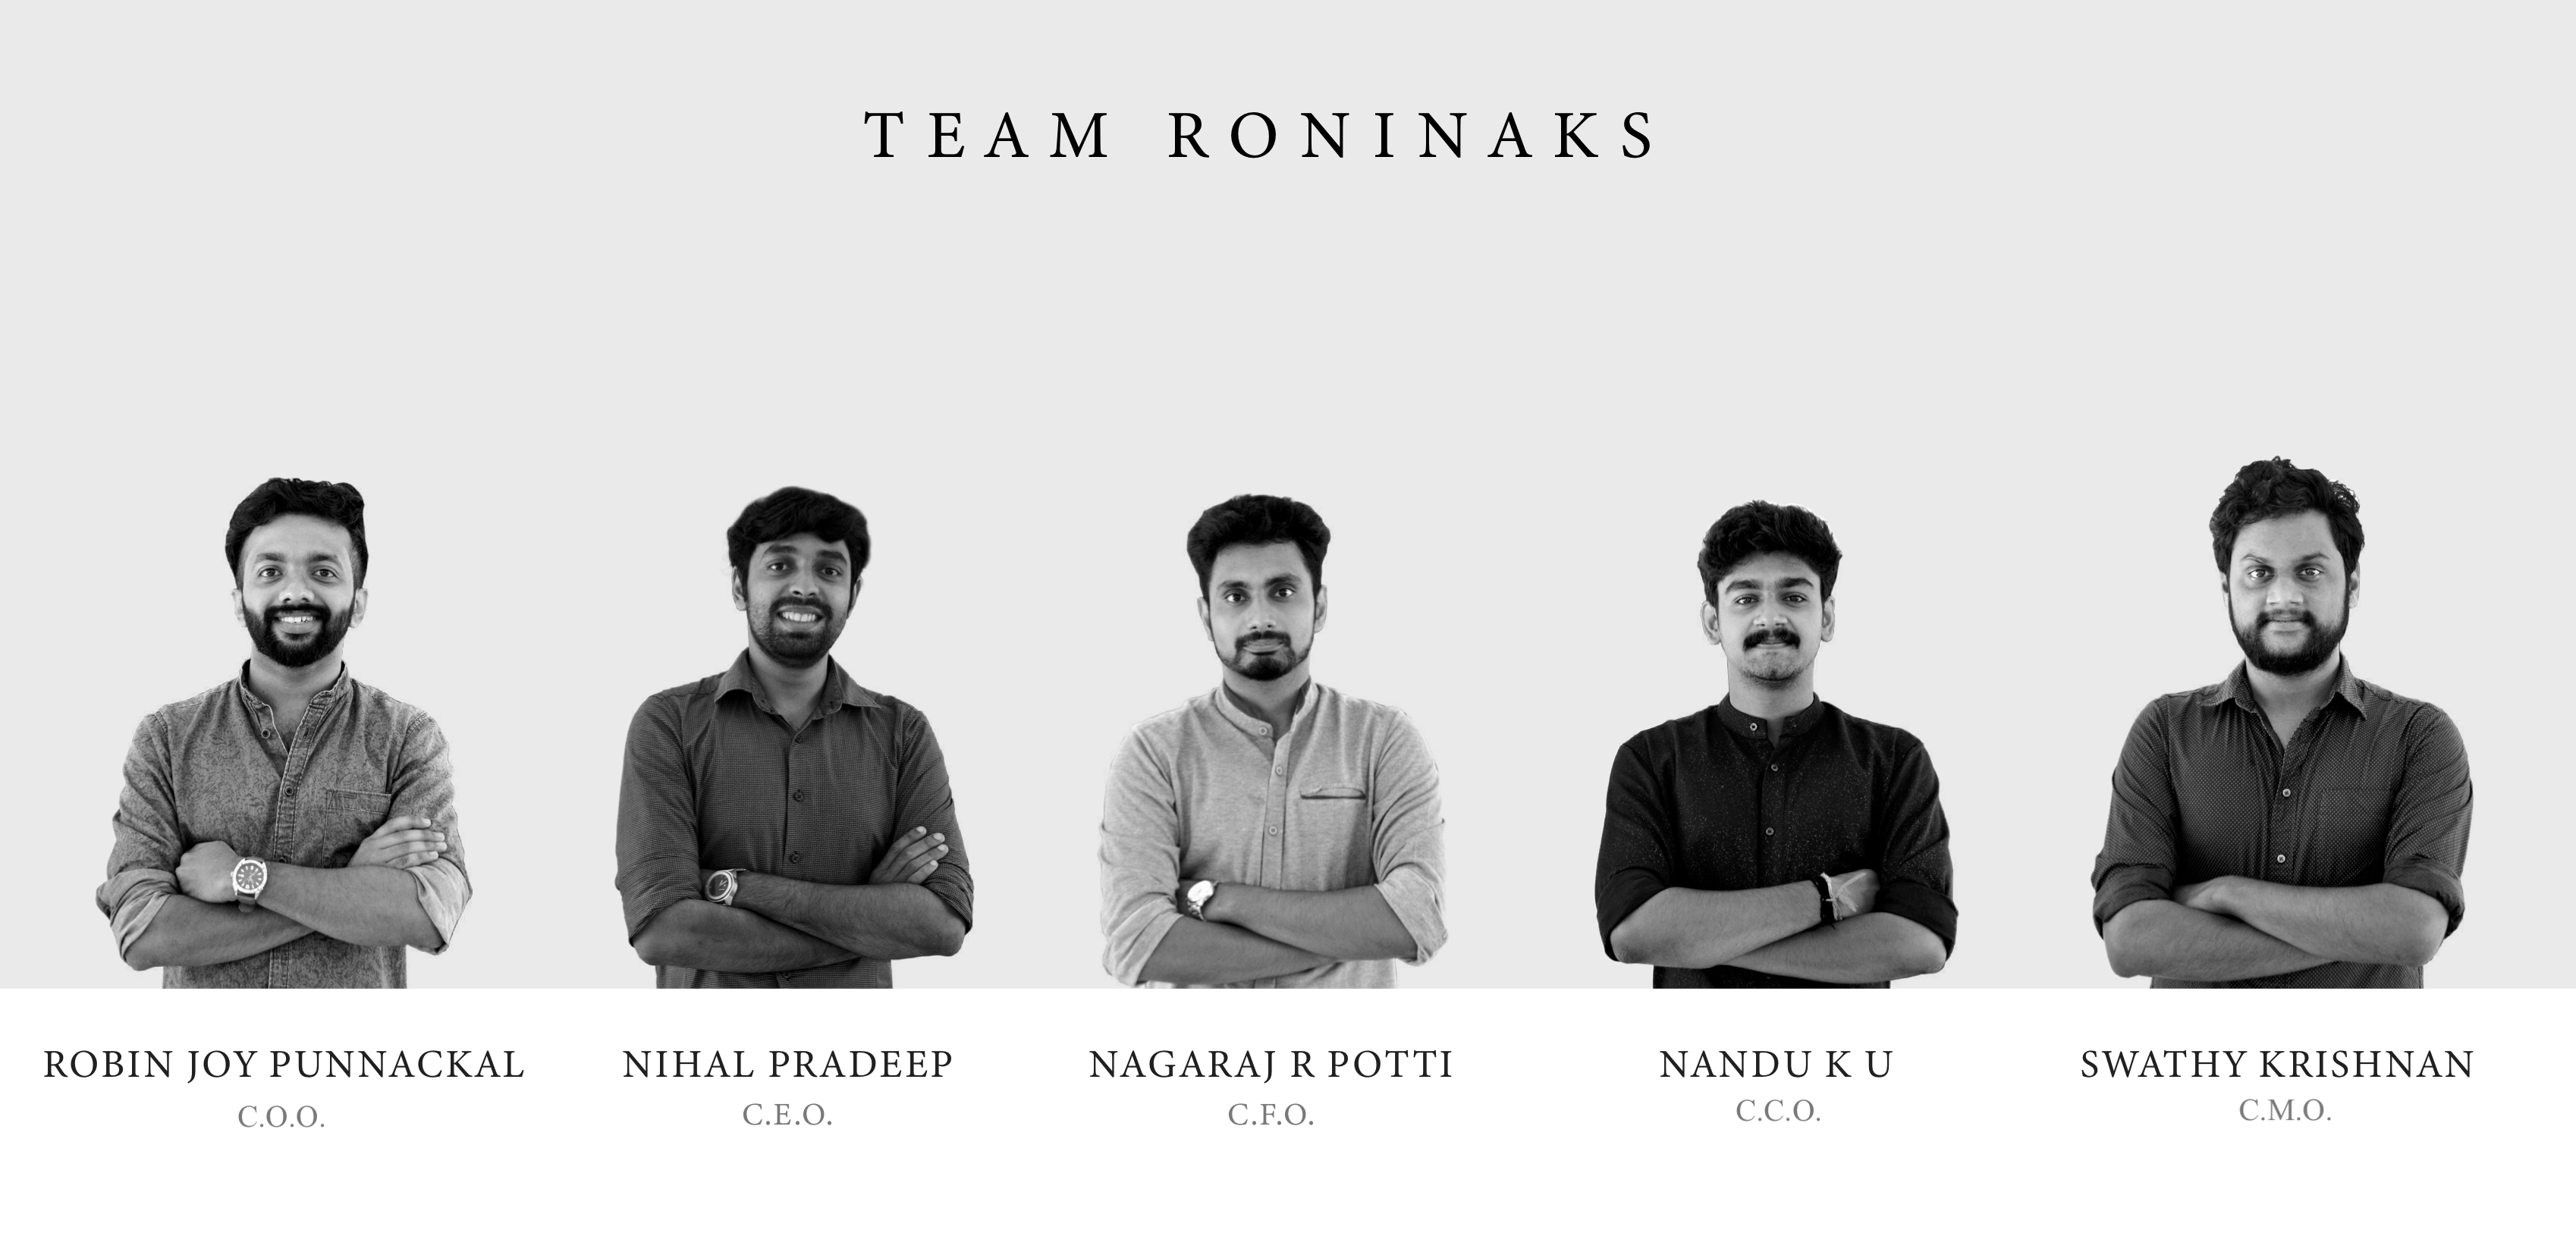 TEAM RONINAKS
ROBIN JOY PUNNACKAL
C.O.O.
NIHAL PRADEEP
C.E.O.
NAGARAJ R POTTI
C.F.O.
NANDU K U
C.C.O.
SWATHY KRISHNAN
C.M.O.